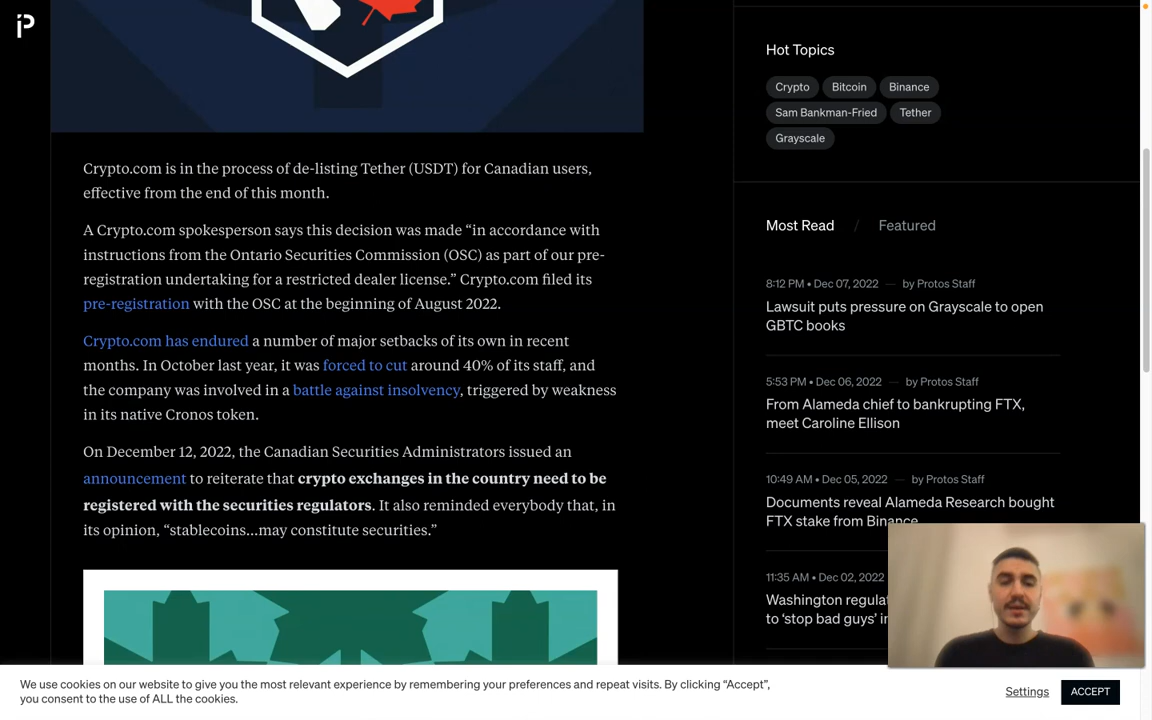 Crypto.com is in the process of de-listing Tether (USDT) for Canadian users,
effective from the end of this month.
A Crypto.com spokesperson says this decision was made “in accordance with
instructions from the Ontario Securities Commission (OSC) as part of our pre-
registration undertaking for a restricted dealer license.” Crypto.com filed its
pre-registration with the OSC at the beginning of August 2022.
Crypto.com has endured a number of major setbacks of its own in recent
months. In October last year, it was forced to cut around 40% of its staff, and
the company was involved in a battle against insolvency, triggered by weakness
in its native Cronos token.
On December 12, 2022, the Canadian Securities Administrators issued an
announcement to reiterate that crypto exchanges in the country need to be
registered with the securities regulators. It also reminded everybody that, in
its opinion, “stablecoins...may constitute securities.”
Hot Topics
Crypto Bitcoin Binance
Sam Bankman-Fried Tether
Grayscale
Most Read / Featured
8:12 PM • Dec 07, 2022 — by Protos Staff
Lawsuit puts pressure on Grayscale to open
GBTC books
5:53 PM • Dec 06, 2022 — by Protos Staff
From Alameda chief to bankrupting FTX,
meet Caroline Ellison
10:49 AM • Dec 05, 2022 — by Protos Staff
Documents reveal Alameda Research bought
FTX stake from Binance
11:35 AM • Dec 02, 2022
Washington
to ‘stop bad guys’
We use cookies on our website to give you the most relevant experience by remembering your preferences and repeat visits. By clicking “Accept”,
you consent to the use of ALL the cookies.
Settings ACCEPT